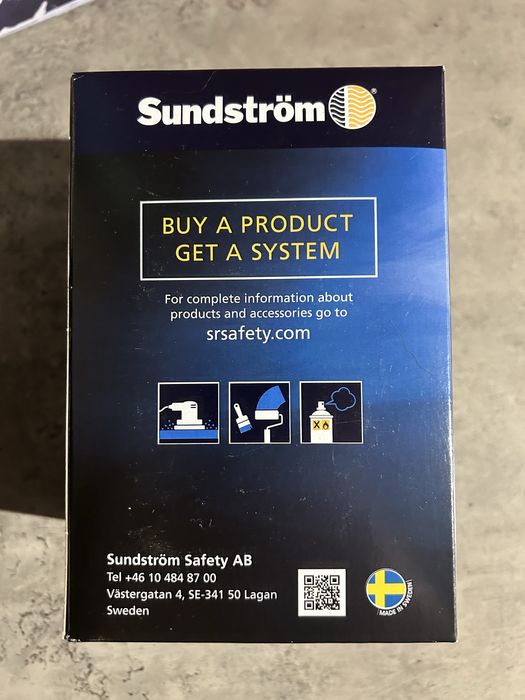 Sundström ®
BUY A PRODUCT
GET A SYSTEM
For complete information about
products and accessories go to
srsafety.com
X
Sundström Safety AB
Tel +46 10 484 87 00
Västergatan 4, SE-341 50 Lagan
Sweden
MADE IN SWEDEN